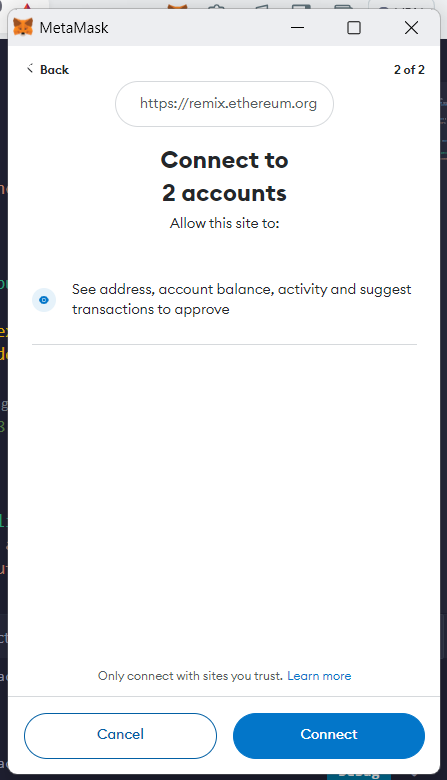 MetaMask
Back
2 of 2
https://remix.ethereum.org
Connect to
2 accounts
Allow this site to:
See address, account balance, activity and suggest
transactions to approve
Only connect with sites you trust. Learn more
Cancel
Connect